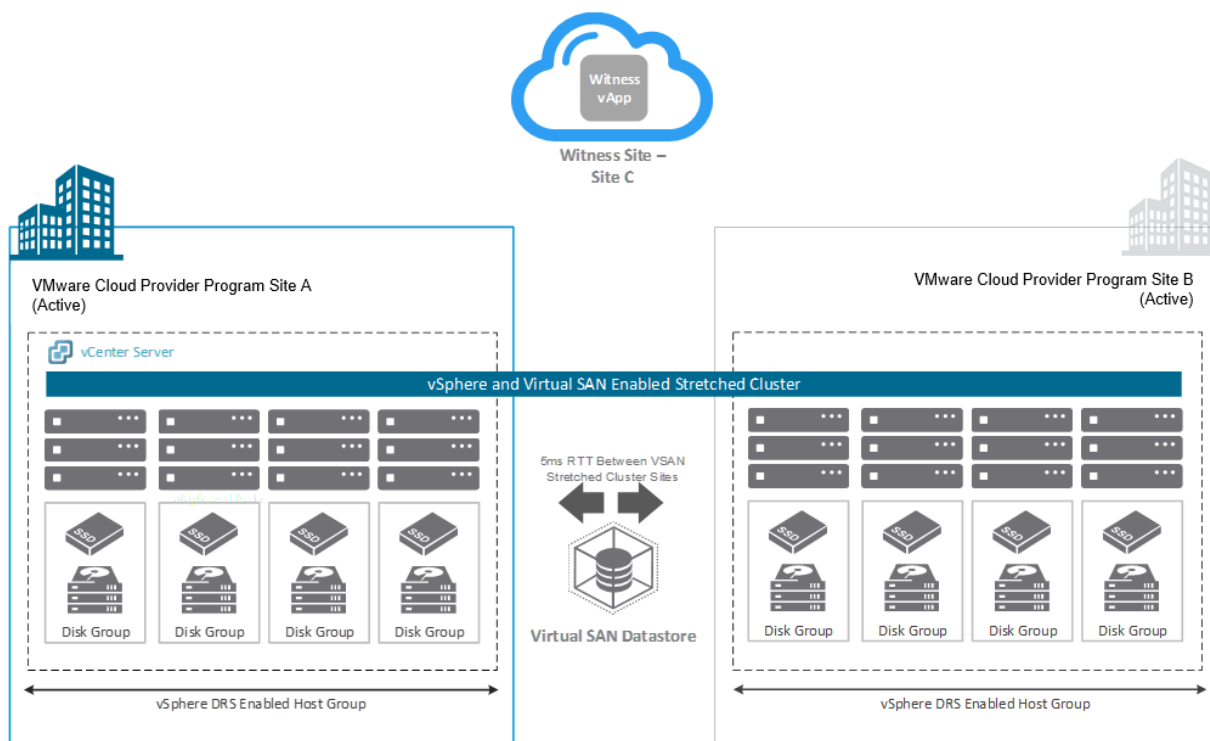 Witness
vApp
Witness Site –
Site C
VMware Cloud Provider Program Site A
(Active)
VMware Cloud Provider Program Site B
(Active)
vCenter Server
vSphere and Virtual SAN Enabled Stretched Cluster
5ms RTT Between VSAN
Stretched Cluster Sites
SSD
SSD
SSD
SSD
SSD
SSD
SSD
SSD
Disk Group
Disk Group
Disk Group
Disk Group
Virtual SAN Datastore
Disk Group
Disk Group
Disk Group
Disk Group
vSphere DRS Enabled Host Group
vSphere DRS Enabled Host Group